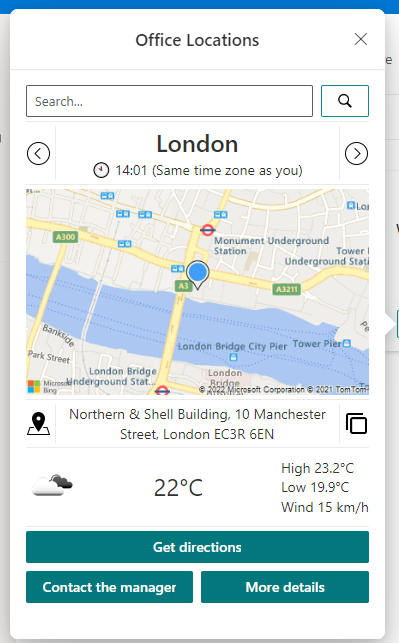 Office Locations
Search...
London
14:01 (Same time zone as you)
A300
Monument Underground
Station
Tower
Underground Sta
A3
A3211
London Bridge City Pier
Tower Pier
Bankside
Park Street
London Bridge
Underground Stat...
London
Bridge
Microsoft
Bing
© 2022 Microsoft Corporation © 2021 TomTom
Northern & Shell Building, 10 Manchester
Street, London EC3R 6EN
22°C
High 23.2°C
Low 19.9°C
Wind 15 km/h
Get directions
Contact the manager
More details